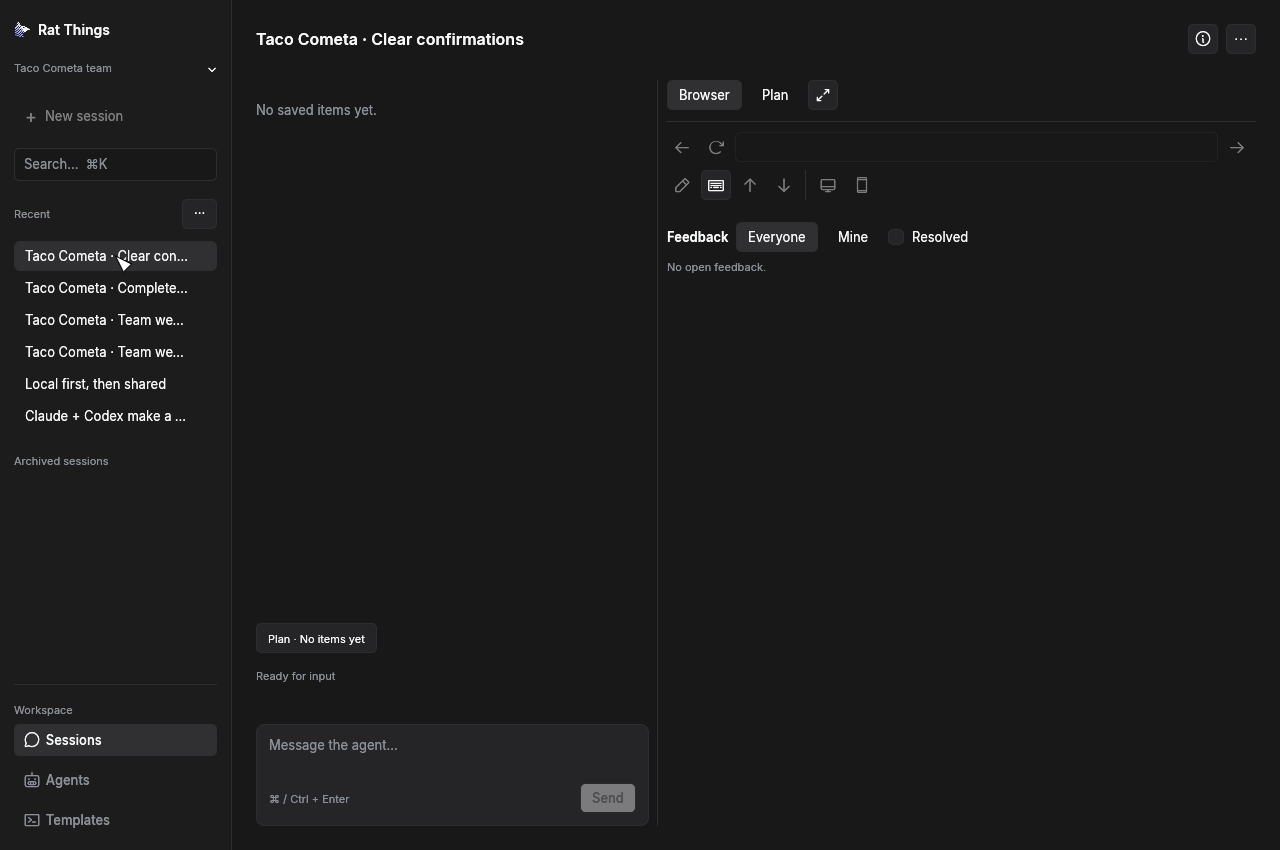 Rat Things
Taco Cometa team
+ New session
Search... ⌘K
Recent
Taco Cometa · Clear con...
Taco Cometa · Complete...
Taco Cometa · Team we...
Taco Cometa · Team we...
Local first, then shared
Claude + Codex make a ...
Archived sessions
Workspace
Sessions
Agents
Templates
Taco Cometa · Clear confirmations
No saved items yet.
Plan · No items yet
Ready for input
Message the agent...
⌘ / Ctrl + Enter
Send
Browser Plan
Feedback Everyone Mine Resolved
No open feedback.